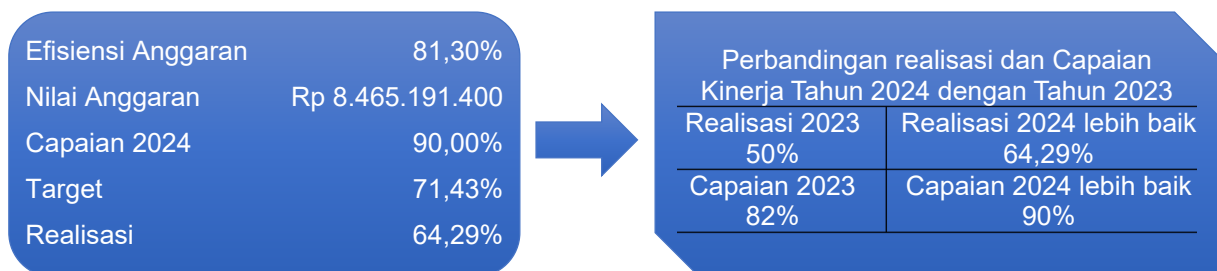 Efisiensi Anggaran 81,30%
Nilai Anggaran Rp 8.465.191.400
Capaian 2024 90,00%
Target 71,43%
Realisasi 64,29%
Perbandingan realisasi dan Capaian
Kinerja Tahun 2024 dengan Tahun 2023
Realisasi 2023 Realisasi 2024 lebih baik
50% 64,29%
Capaian 2023 Capaian 2024 lebih baik
82% 90%